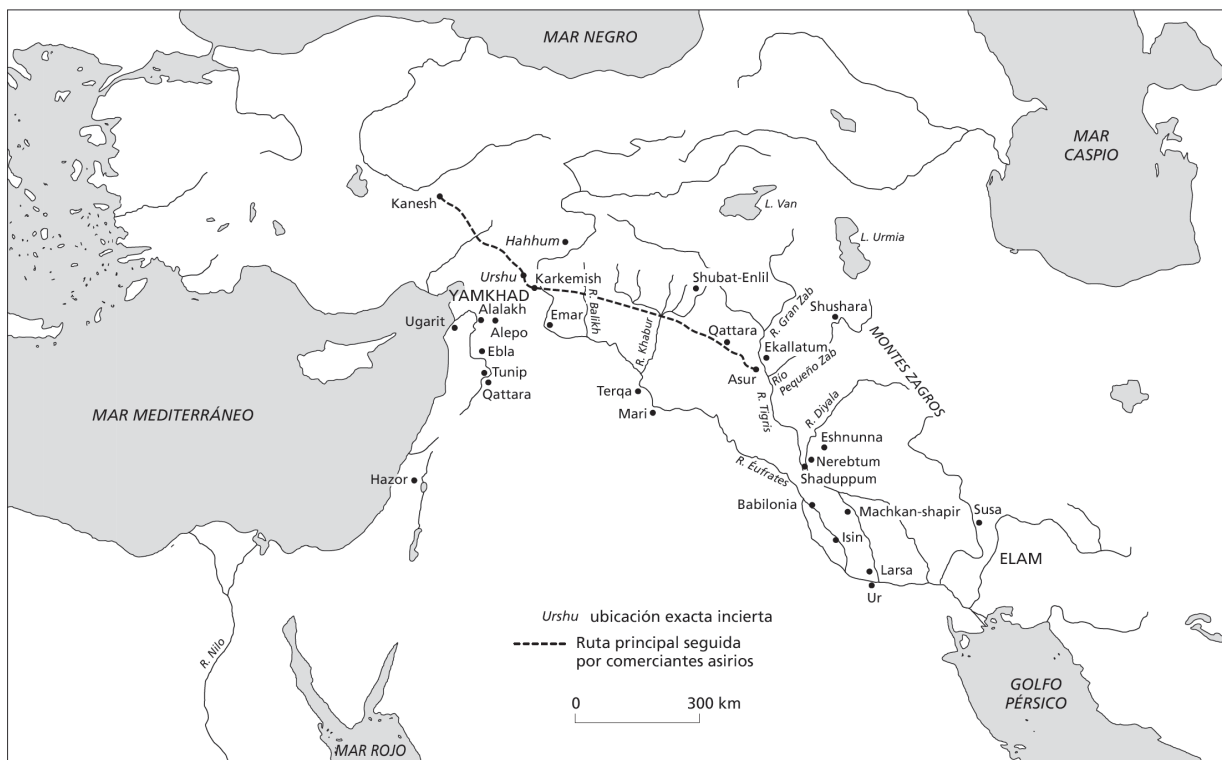 MAR NEGRO
MAR
CASPIO
Kanesh
L. Van
Hahhum
L. Urmia
Urshu
Karkemish
Shubat-Enlil
YAMKHAD
R. Balikh
R. Gran Zab
Shushara
Alalakh
Ugarit
Emar
Alepo
R. Khabur
Qattara
MONTES ZAGROS
Ebla
Ekallatum
Tunip
Asur
Río
Pequeño Zab
Qattara
Terqa
R. Tigris
MAR MEDITERRÁNEO
Mari
R. Diyala
Eshnunna
Nerebtum
R. Éufrates
Shaduppum
Hazor
Babilonia
Machkan-shapir
Susa
Isin
ELAM
Larsa
Ur
Urshu ubicación exacta incierta
Ruta principal seguida
por comerciantes asirios
R. Nilo
0 300 km
GOLFO
PÉRSICO
MAR ROJO